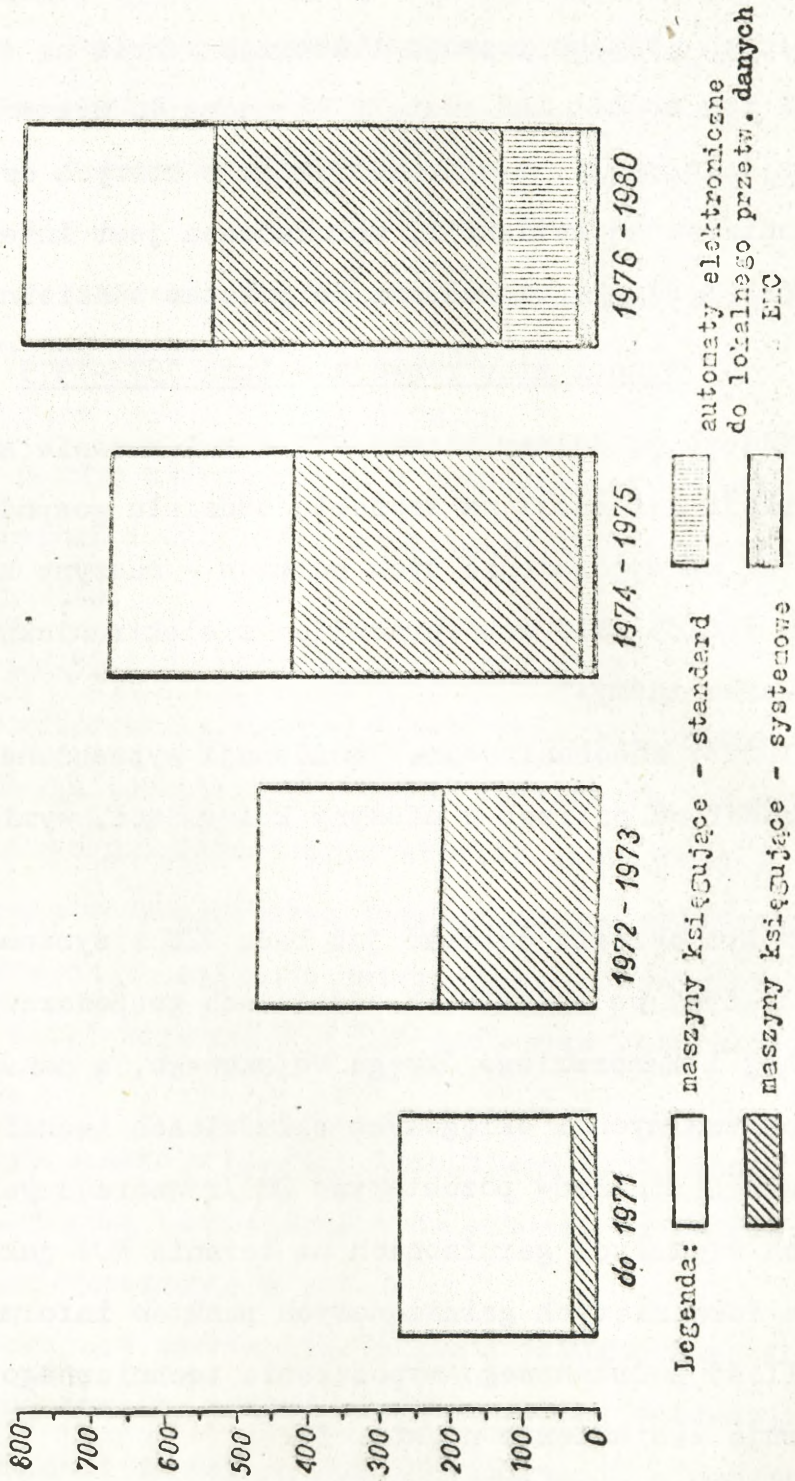 800
700
600
500
400
300
200
100
0
do 1971
1972 - 1973
1974 - 1975
1976 - 1980
Legenda:
maszyny księgujące - standard
maszyny księgujące - systemowe
automaty elektroniczne
do lokalnego przetw. danych
EMC